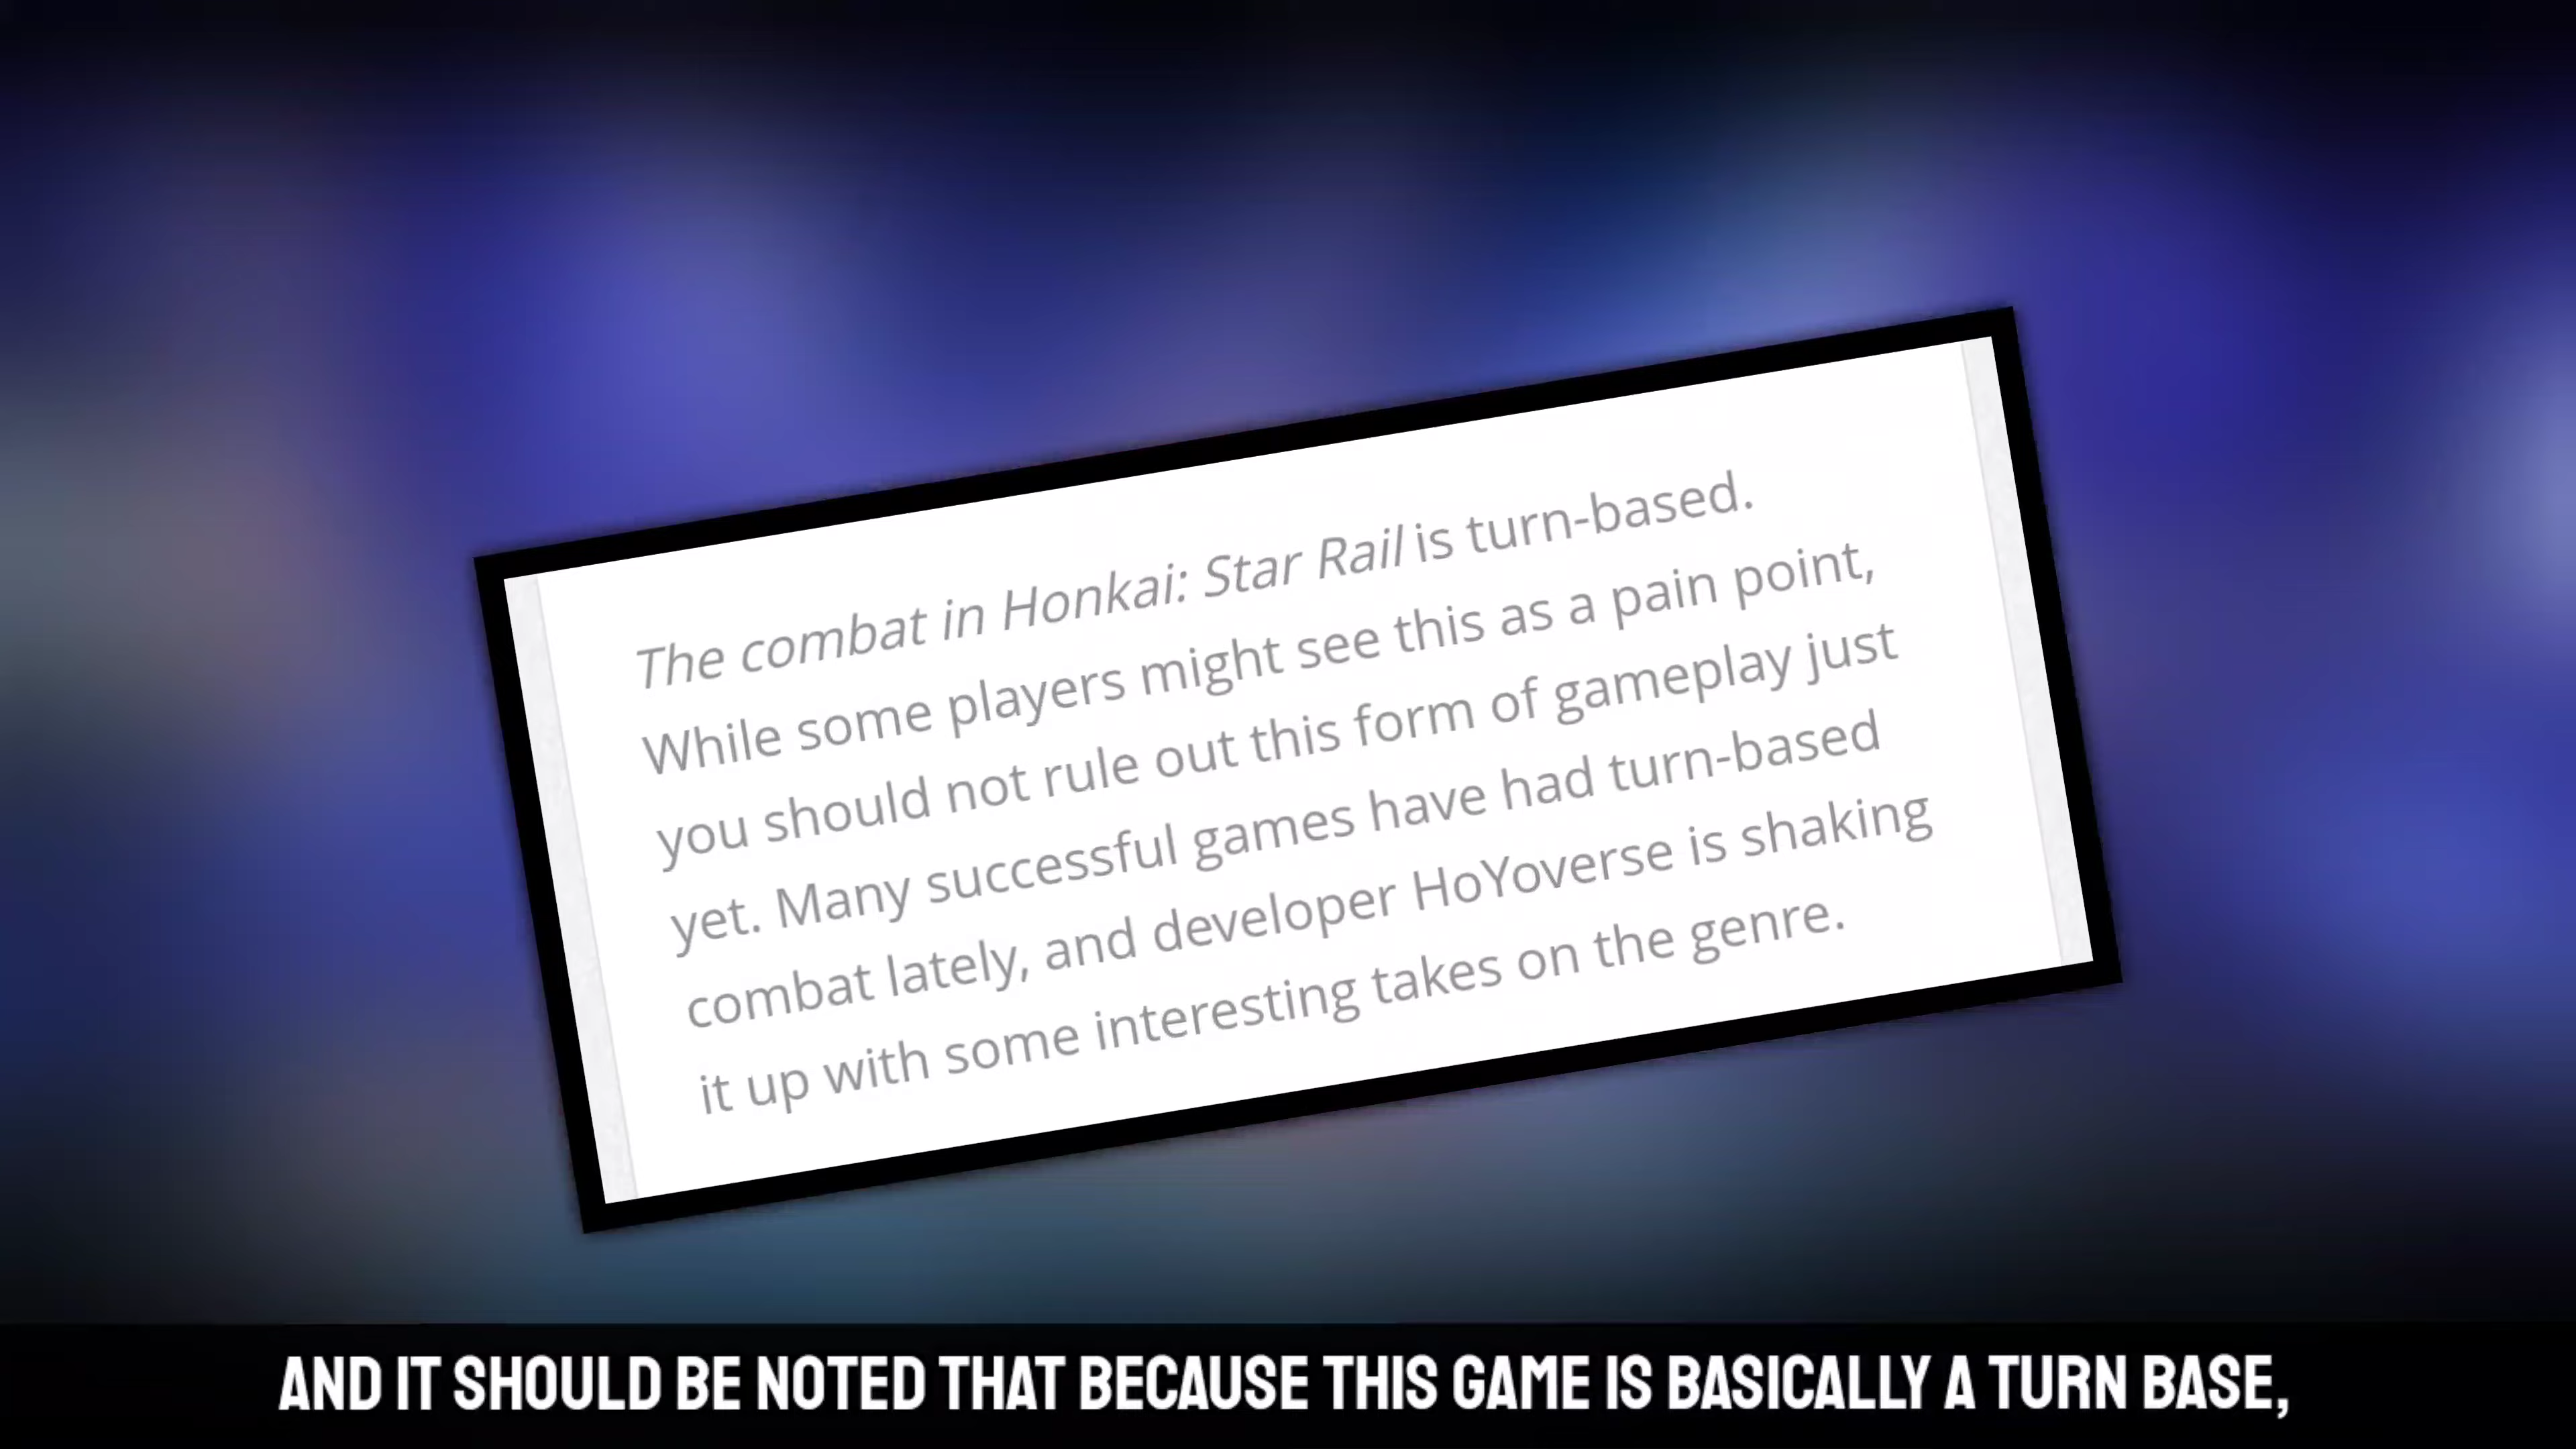 The combat in Honkai: Star Rail is turn-based.
While some players might see this as a pain point,
you should not rule out this form of gameplay just
yet. Many successful games have had turn-based
combat lately, and developer HoYoverse is shaking
it up with some interesting takes on the genre.
AND IT SHOULD BE NOTED THAT BECAUSE THIS GAME IS BASICALLY A TURN BASE,